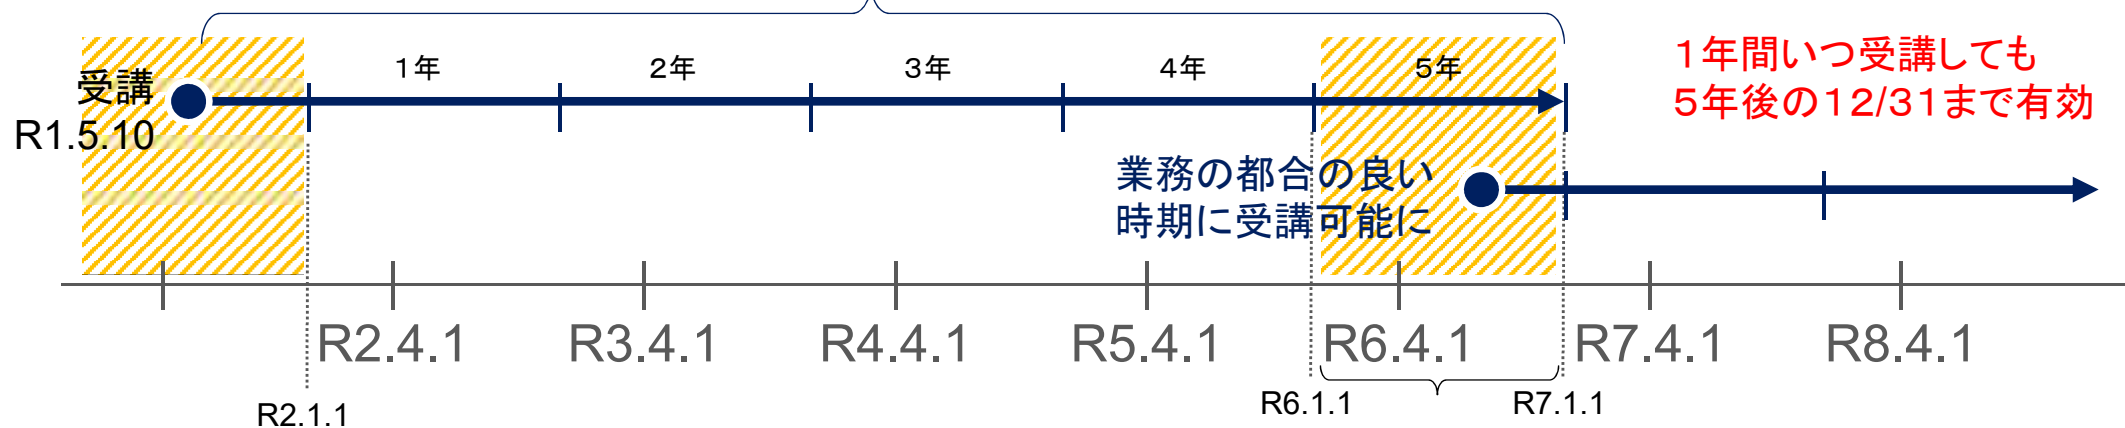 1年
2年
3年
4年
5年
受講
R1.5.10
1年間いつ受講しても
5年後の12/31まで有効
業務の都合の良い
時期に受講可能に
R2.4.1
R3.4.1
R4.4.1
R5.4.1
R6.4.1
R7.4.1
R8.4.1
R2.1.1
R6.1.1
R7.1.1